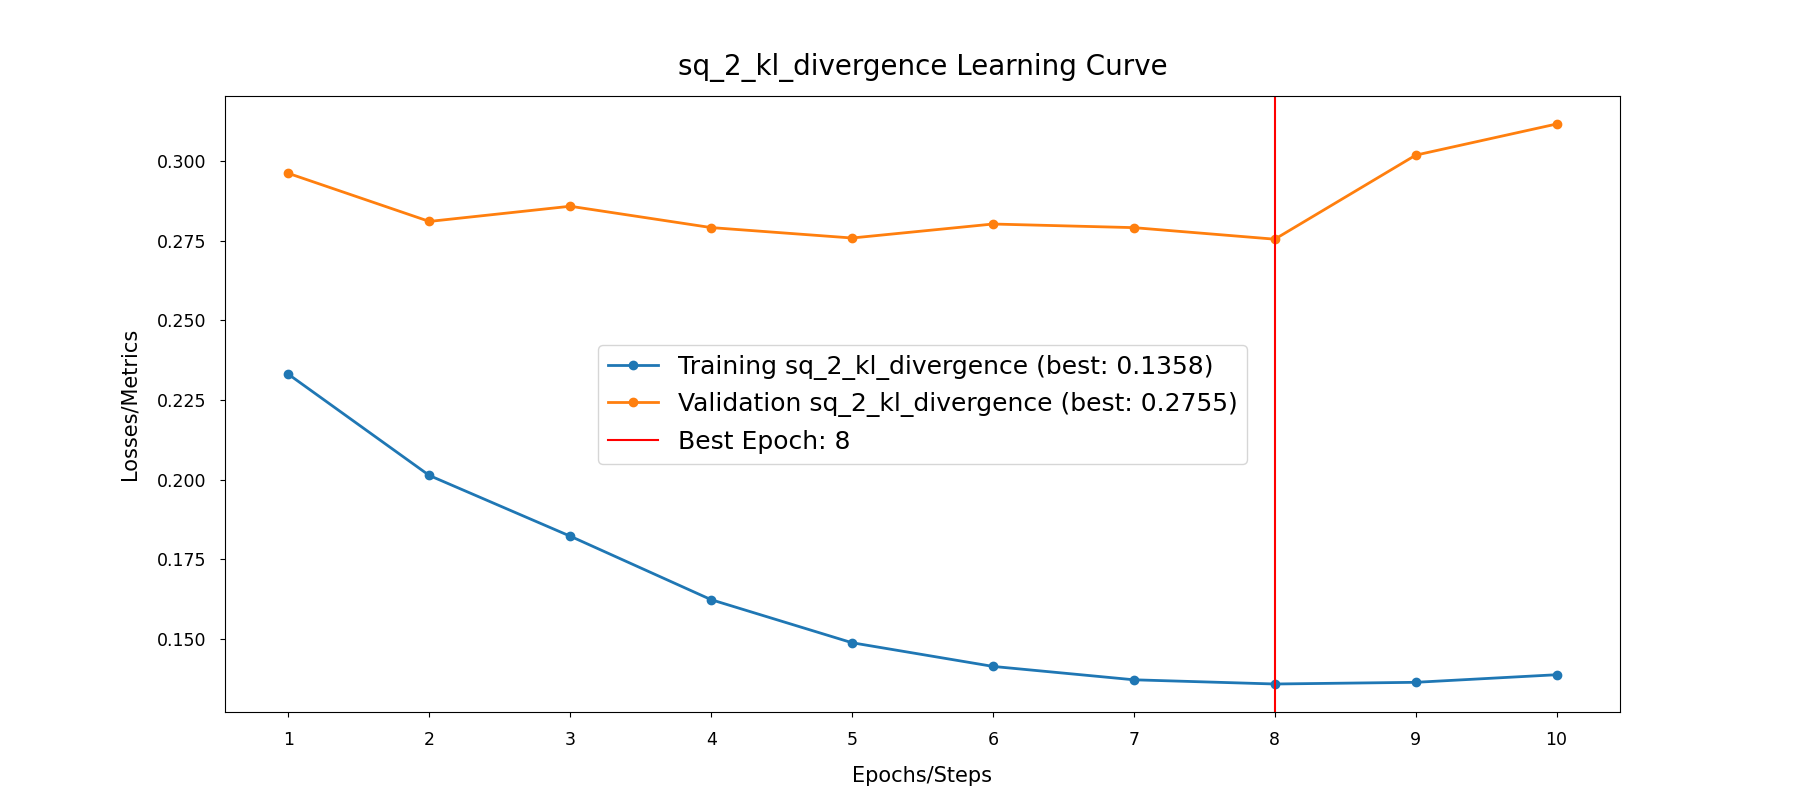 sq_2_kl_divergence Learning Curve
0.300
0.275
0.250
0.225
0.200
0.175
0.150
Losses/Metrics
Training sq_2_kl_divergence (best: 0.1358)
Validation sq_2_kl_divergence (best: 0.2755)
Best Epoch: 8
1 2 3 4 5 6 7 8 9 10
Epochs/Steps